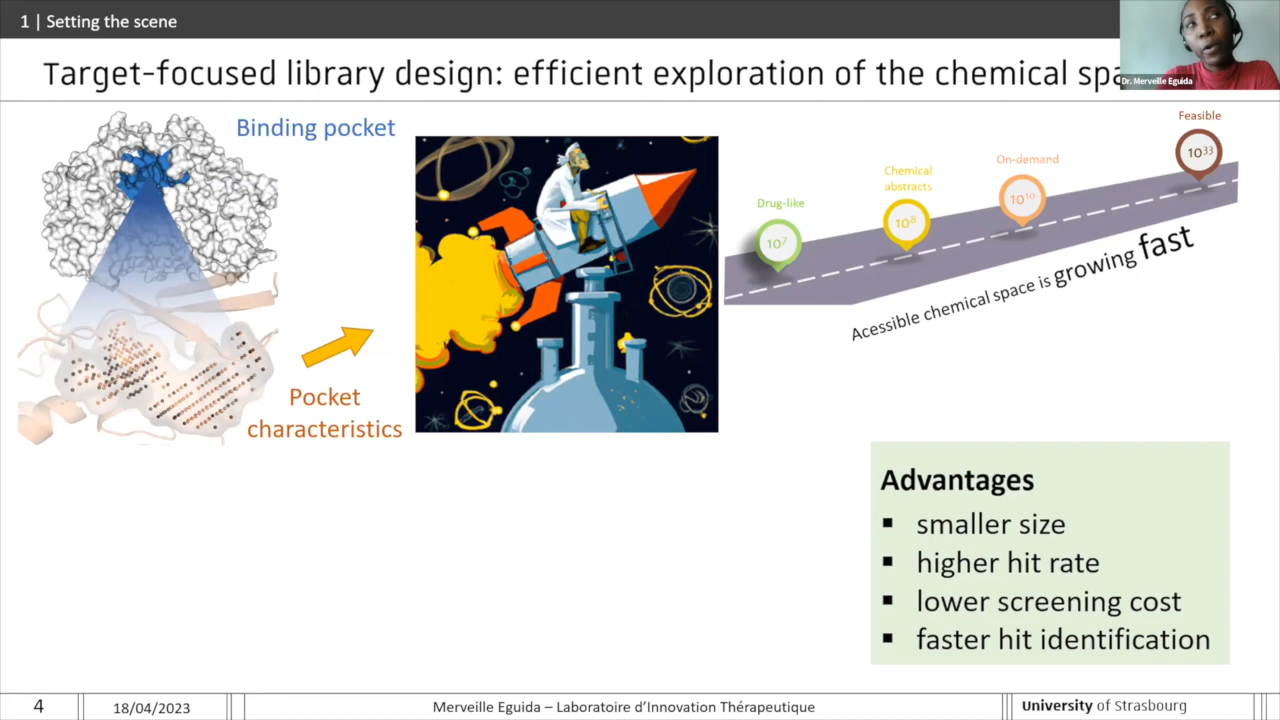 1 | Setting the scene
Target-focused library design: efficient exploration of the chemical spa
Dr. Merveille Eguida
Binding pocket
Pocket
characteristics
Drug-like
10⁷
Chemical
abstracts
10⁸
On-demand
10¹⁰
Feasible
10³³
Acessible chemical space is growing fast
Advantages
▪ smaller size
▪ higher hit rate
▪ lower screening cost
▪ faster hit identification
4
18/04/2023
Merveille Eguida – Laboratoire d’Innovation Thérapeutique
University of Strasbourg